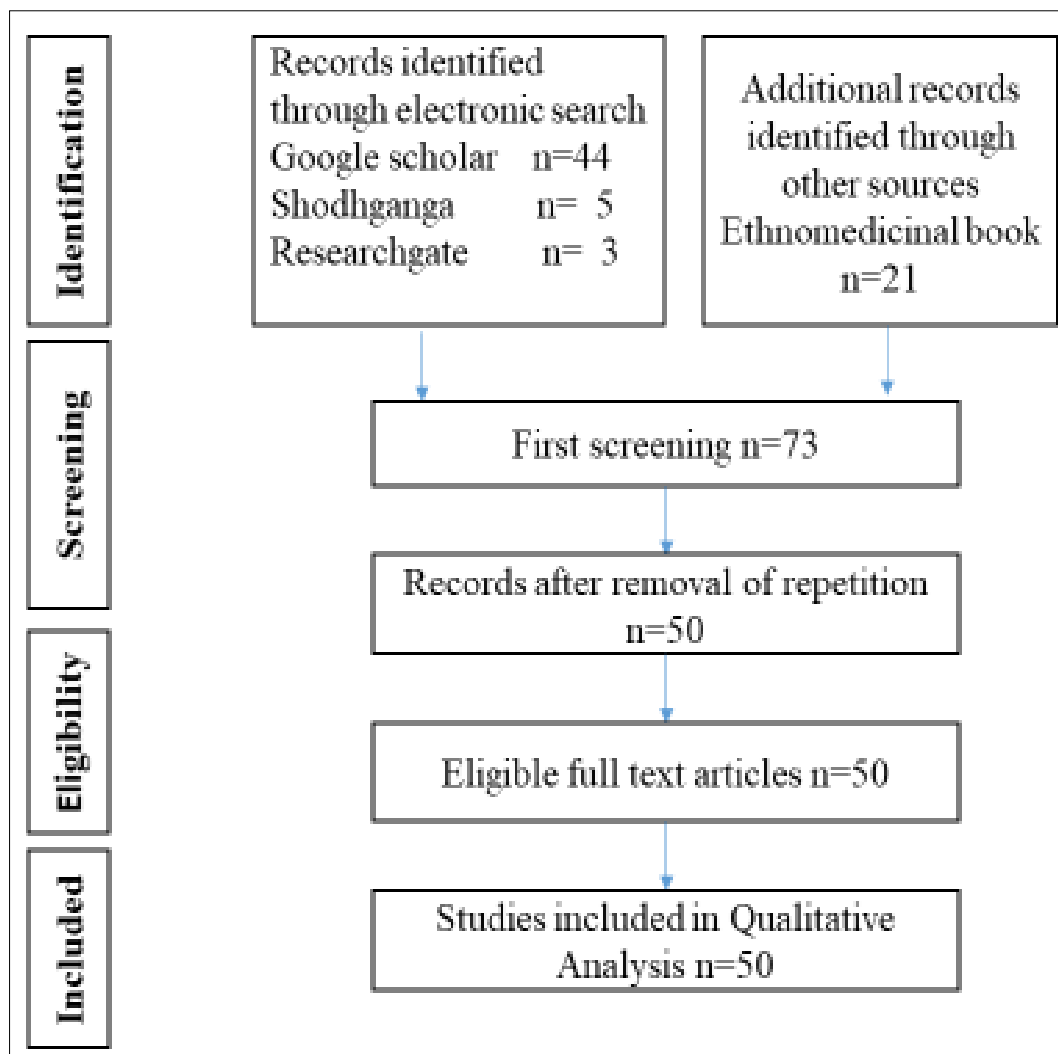 Identification
Records identified
through electronic search
Google scholar n=44
Shodhganga n= 5
Researchgate n= 3
Additional records
identified through
other sources
Ethnomedicinal book
n=21
Screening
First screening n=73
Records after removal of repetition
n=50
Eligibility
Eligible full text articles n=50
Included
Studies included in Qualitative
Analysis n=50